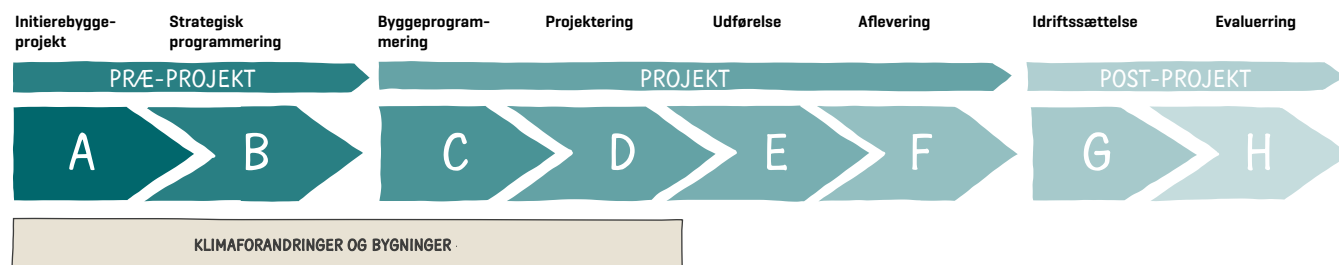 Initierebygge-
projekt
Strategisk
programmering
Byggeprogram-
mering
Projektering
Udførelse
Aflevering
Idriftssættelse
Evaluerring
PRÆ-PROJEKT
PROJEKT
POST-PROJEKT
A
B
C
D
E
F
G
H
KLIMAFORANDRINGER OG BYGNINGER